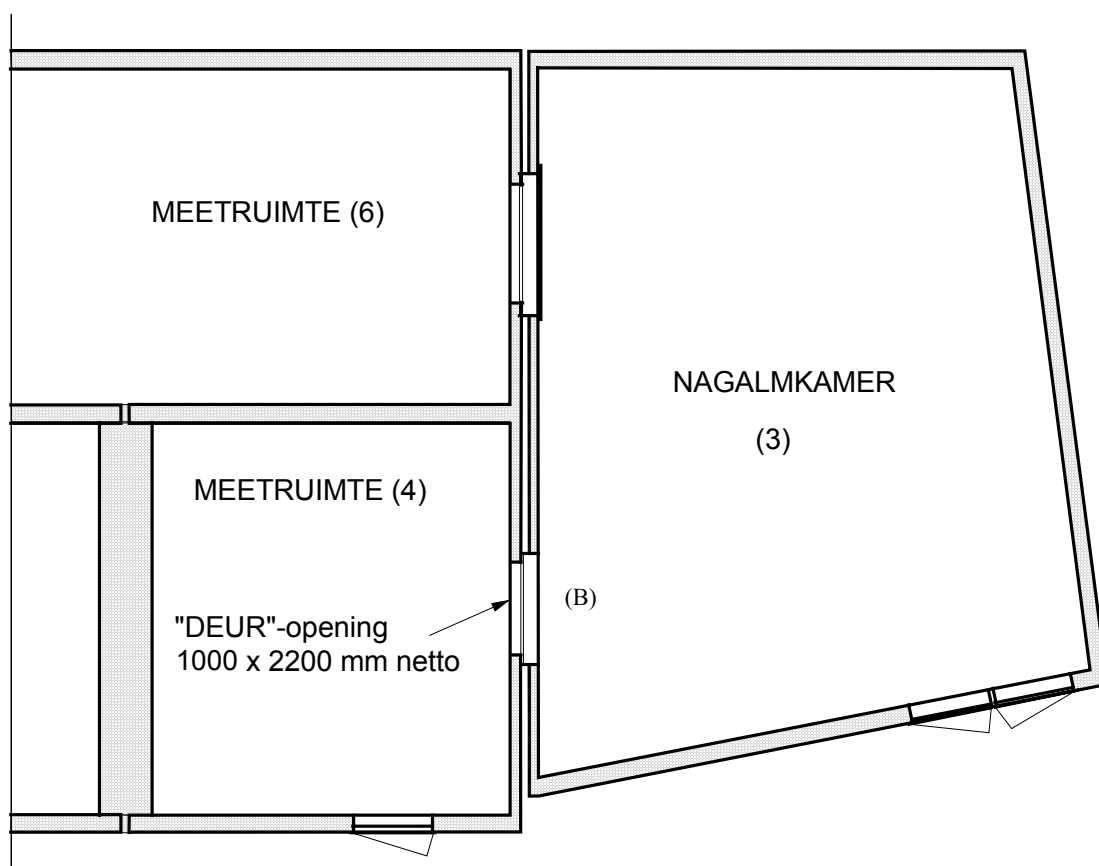 MEETRUIMTE (6)
NAGALMKAMER
(3)
MEETRUIMTE (4)
(B)
"DEUR"-opening
1000 x 2200 mm netto